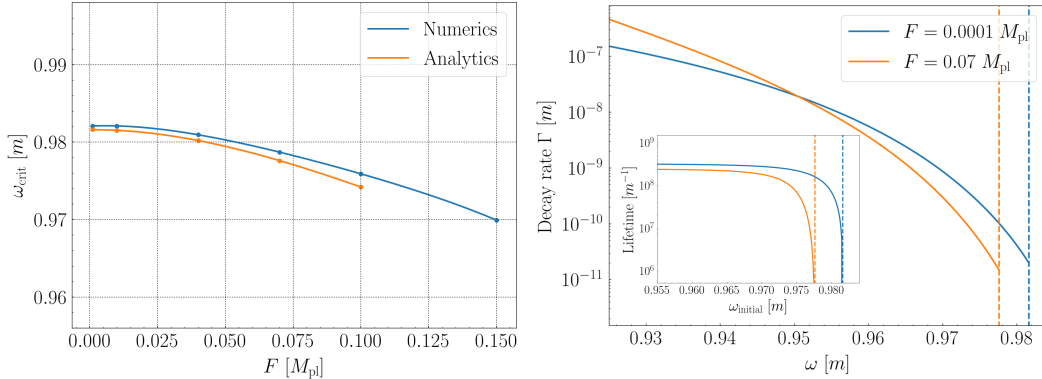 Numerics
Analytics
0.99
0.98
0.97
0.96
ω_crit [m]
0.000 0.025 0.050 0.075 0.100 0.125 0.150
F [M_pl]
F = 0.0001 M_pl
F = 0.07 M_pl
10^−7
10^−8
10^−9
10^−10
10^−11
Decay rate Γ [m]
10^9
10^8
10^7
10^6
Lifetime [m^−1]
0.955 0.960 0.965 0.970 0.975 0.980
ω_initial [m]
0.93 0.94 0.95 0.96 0.97 0.98
ω [m]